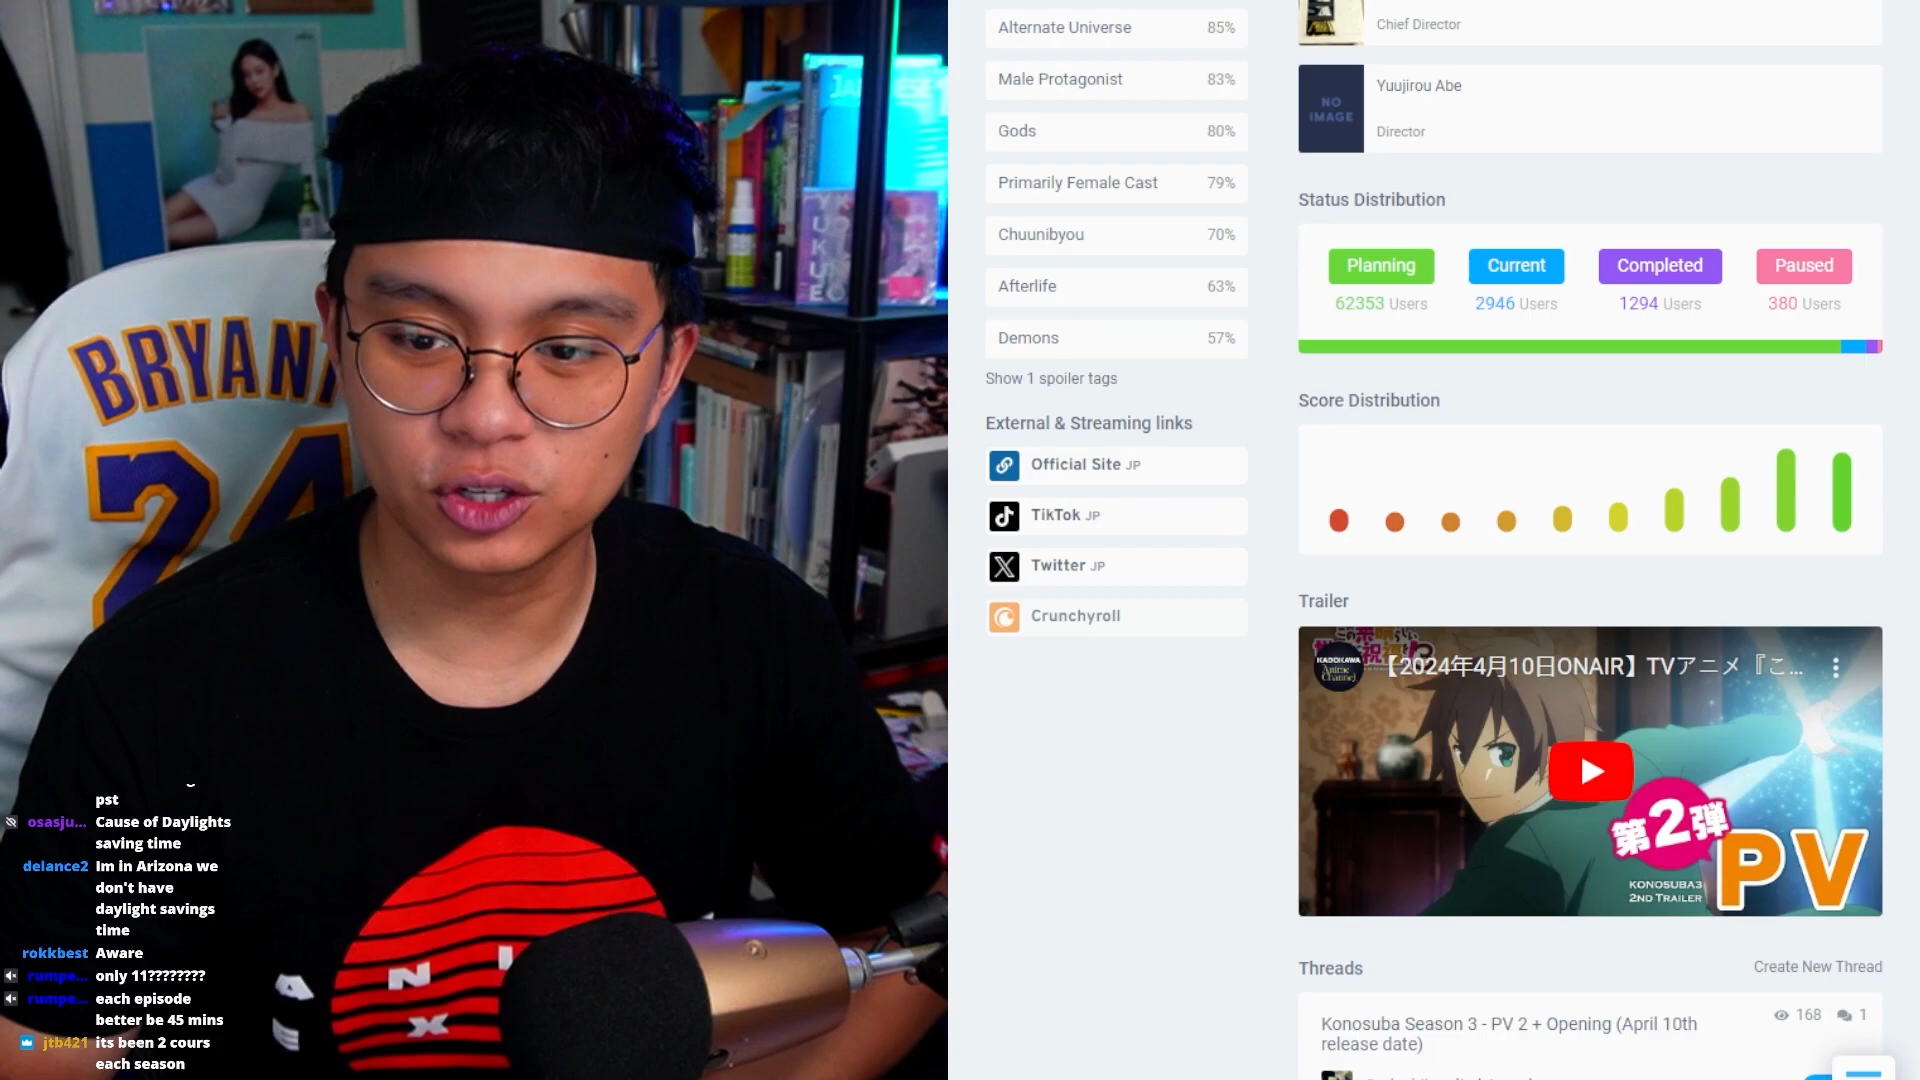 BRYANT
24
pst
osasju... Cause of Daylights
saving time
delance2 Im in Arizona we
don't have
daylight savings
time
rokkbest Aware
rumpe... only 11????????
rumpe... each episode
better be 45 mins
jtb421 its been 2 cours
each season
Alternate Universe 85%
Male Protagonist 83%
Gods 80%
Primarily Female Cast 79%
Chuunibyou 70%
Afterlife 63%
Demons 57%
Show 1 spoiler tags
External & Streaming links
Official Site JP
TikTok JP
Twitter JP
Crunchyroll
Chief Director
NO
IMAGE
Yuujirou Abe
Director
Status Distribution
Planning Current Completed Paused
62353 Users 2946 Users 1294 Users 380 Users
Score Distribution
Trailer
KADOKAWA
Anime
Channel
【2024年4月10日ONAIR】TVアニメ『こ...
第2弾
PV
KONOSUBA3
2ND TRAILER
Threads
Create New Thread
Konosuba Season 3 - PV 2 + Opening (April 10th
release date)
168 1